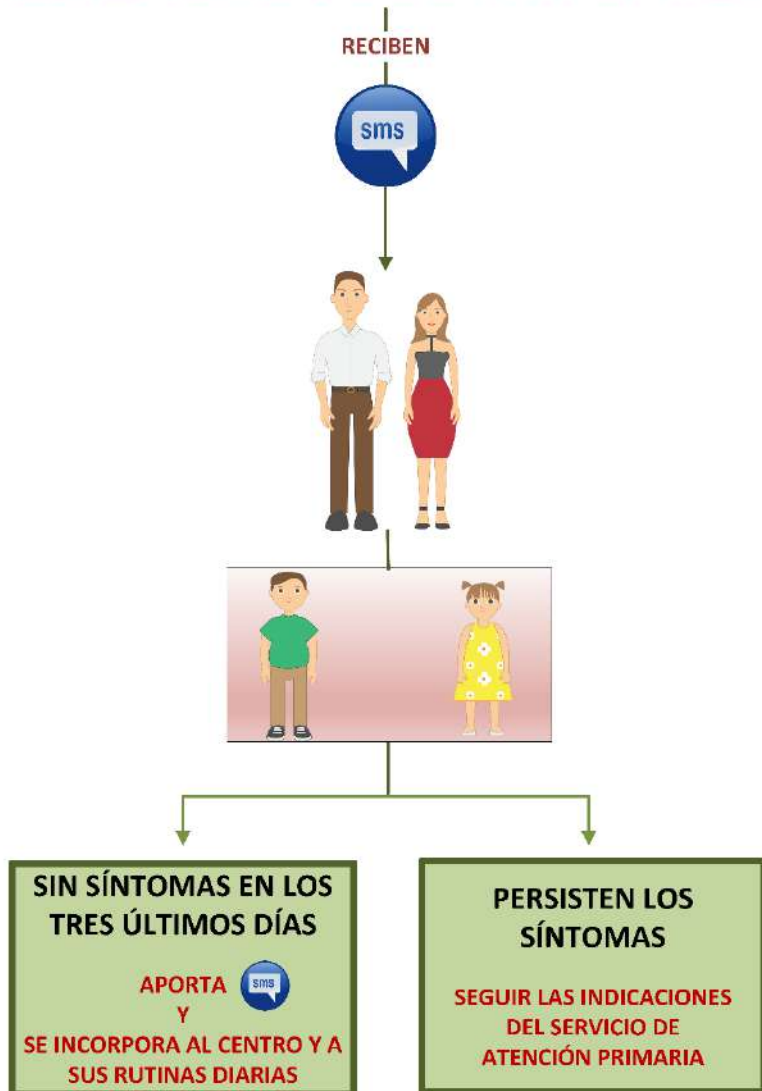 RECIBEN
sms
SIN SÍNTOMAS EN LOS
TRES ÚLTIMOS DÍAS
APORTA sms
Y
SE INCORPORA AL CENTRO Y A
SUS RUTINAS DIARIAS
PERSISTEN LOS
SÍNTOMAS
SEGUIR LAS INDICACIONES
DEL SERVICIO DE
ATENCIÓN PRIMARIA